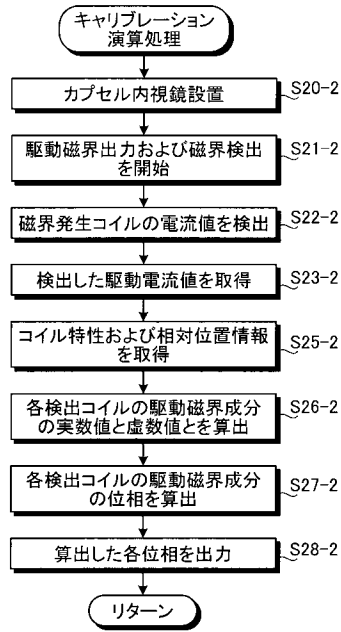 キャリブレーション
演算処理
カプセル内視鏡設置
S20-2
駆動磁界出力および磁界検出
を開始
S21-2
磁界発生コイルの電流値を検出
S22-2
検出した駆動電流値を取得
S23-2
コイル特性および相対位置情報
を取得
S25-2
各検出コイルの駆動磁界成分
の実数値と虚数値とを算出
S26-2
各検出コイルの駆動磁界成分
の位相を算出
S27-2
算出した各位相を出力
S28-2
リターン